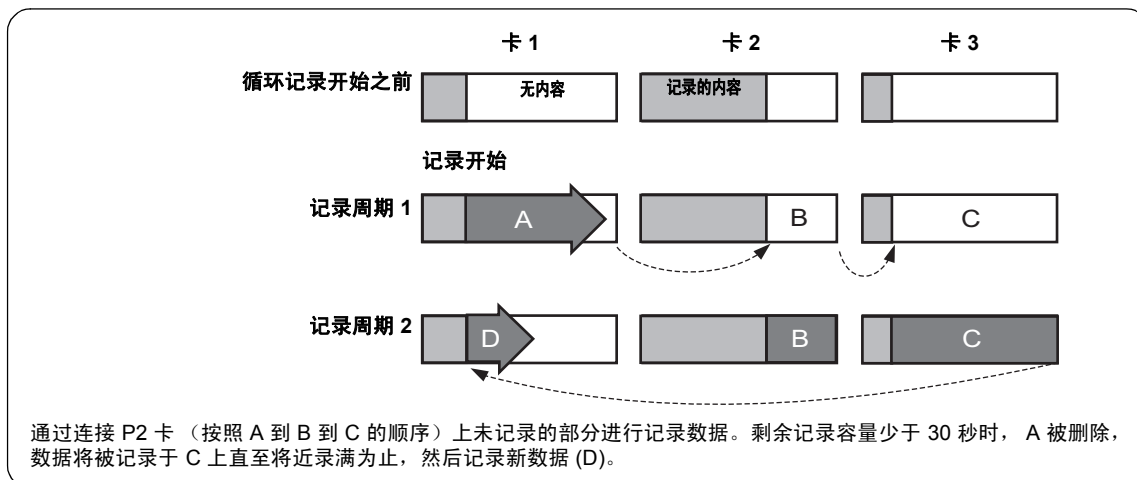 卡 1 卡 2 卡 3
循环记录开始之前 无内容 记录的内容
记录开始
记录周期 1 A B C
记录周期 2 D B C
通过连接 P2 卡 （按照 A 到 B 到 C 的顺序）上未记录的部分进行记录数据。剩余记录容量少于 30 秒时， A 被删除，
数据将被记录于 C 上直至将近录满为止，然后记录新数据 (D)。